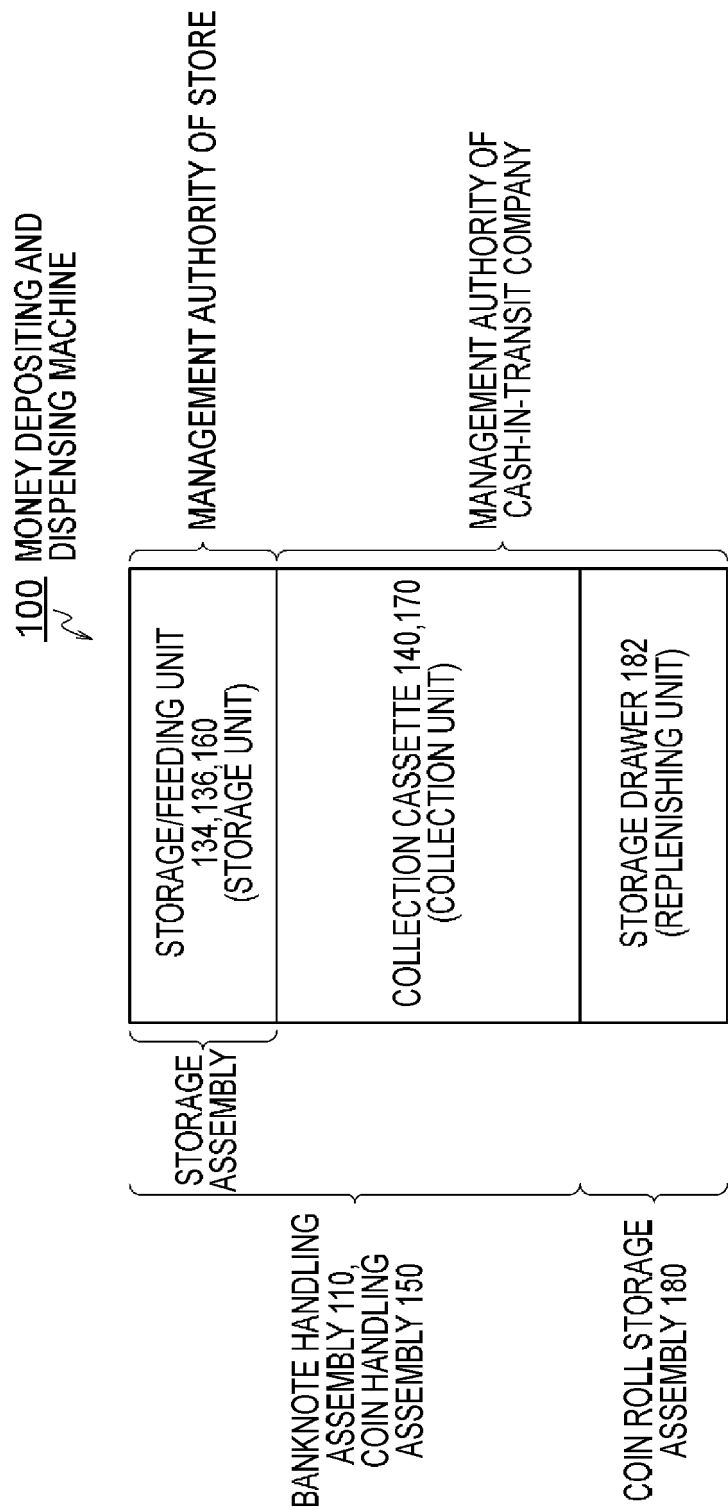 100 MONEY DEPOSITING AND
DISPENSING MACHINE
STORAGE
ASSEMBLY
STORAGE/FEEDING UNIT
134,136,160
(STORAGE UNIT)
MANAGEMENT AUTHORITY OF STORE
BANKNOTE HANDLING
ASSEMBLY 110,
COIN HANDLING
ASSEMBLY 150
COLLECTION CASSETTE 140,170
(COLLECTION UNIT)
MANAGEMENT AUTHORITY OF
CASH-IN-TRANSIT COMPANY
COIN ROLL STORAGE
ASSEMBLY 180
STORAGE DRAWER 182
(REPLENISHING UNIT)